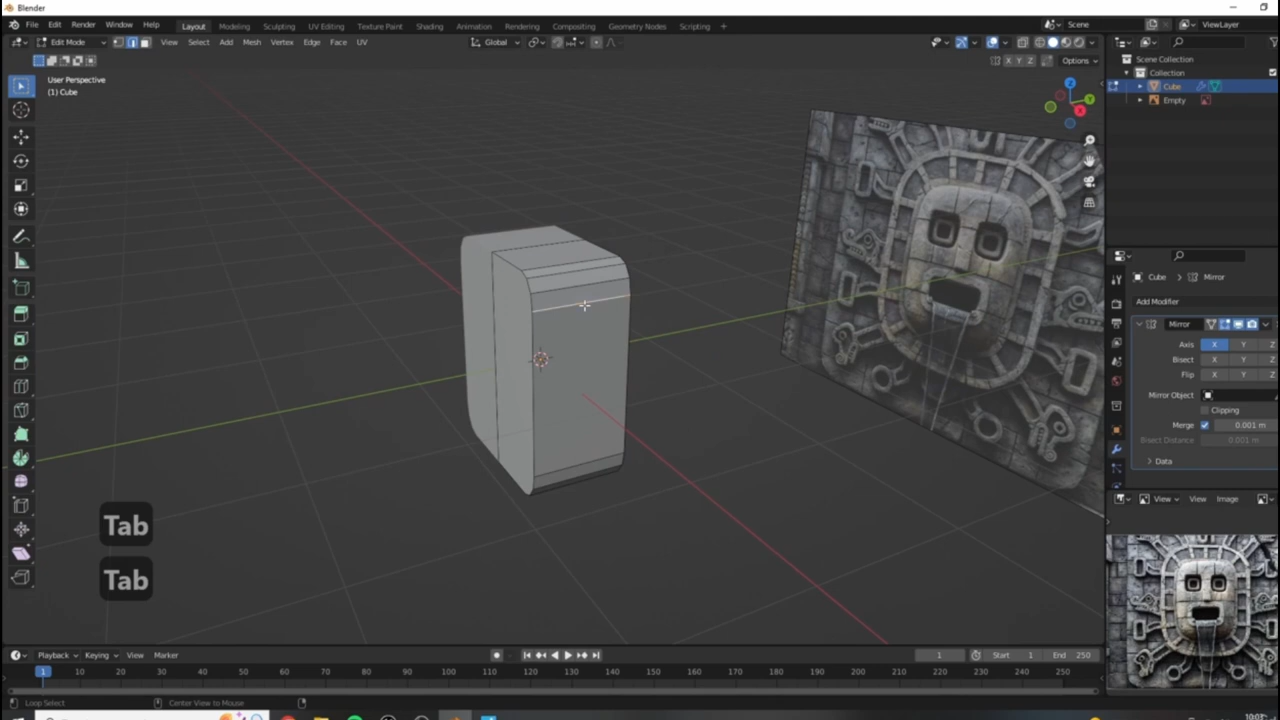 Blender
File Edit Render Window Help Layout Modeling Sculpting UV Editing Texture Paint Shading Animation Rendering Compositing Geometry Nodes Scripting + Scene ViewLayer
Edit Mode View Select Add Mesh Vertex Edge Face UV Global
X Y Z Options
User Perspective
(1) Cube
Z
Y
X
Scene Collection
Collection
Cube
Empty
Cube > Mirror
Add Modifier
Mirror
Axis X Y Z
Bisect X Y Z
Flip X Y Z
Mirror Object
Clipping
Merge 0.001 m
Bisect Distance 0.001 m
Data
View View Image
Tab
Tab
Playback Keying View Marker 1 Start 1 End 250
1 10 20 30 40 50 60 70 80 90 100 110 120 130 140 150 160 170 180 190 200 210 220 230 240 250
Loop Select Center View to Mouse